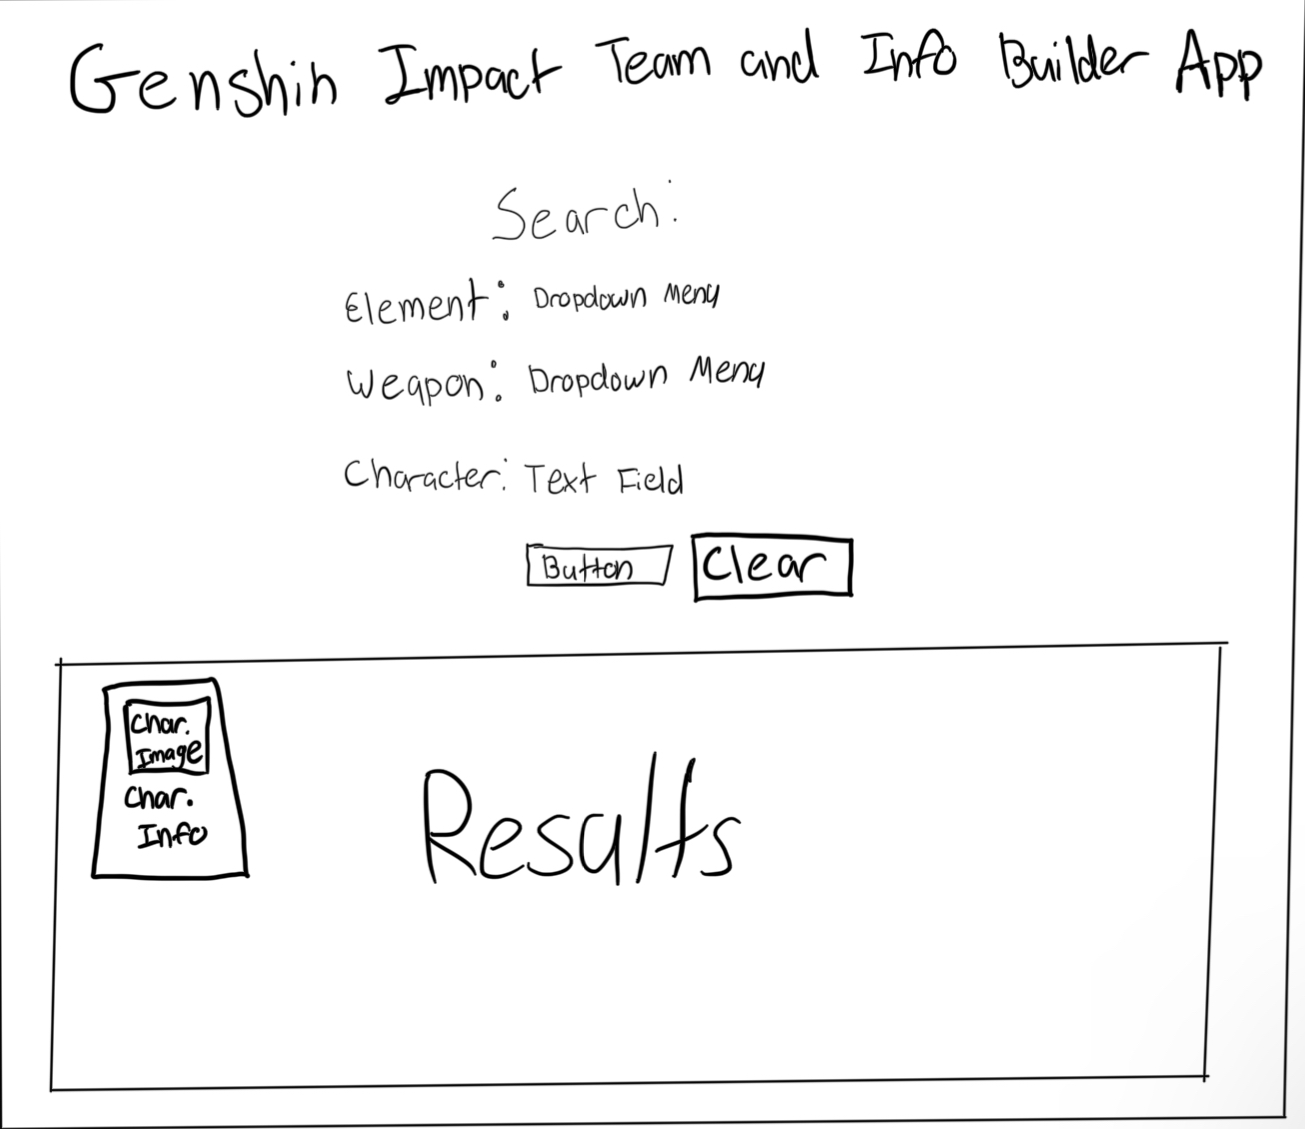 Genshin Impact Team and Info Builder App
Search:
Element: Dropdown Menu
Weapon: Dropdown Menu
Character: Text Field
Button Clear
Char.
Image
Char.
Info
Results